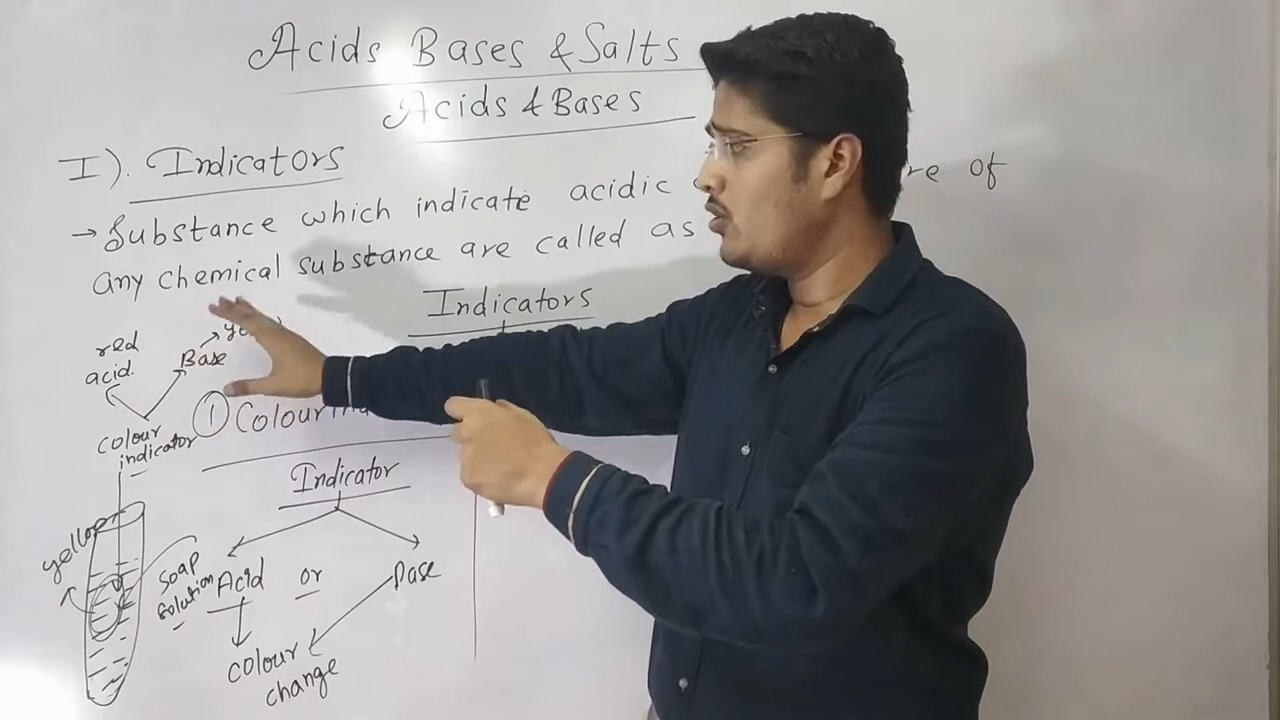 Acids Bases & Salts
Acids & Bases
I). Indicators
→ Substance which indicate acidic re of
any chemical substance are called as
Indicators
red
acid.
Base
colour
indicator
① Colour
Indicator
yellow
soap
solution
Acid or Base
colour
change